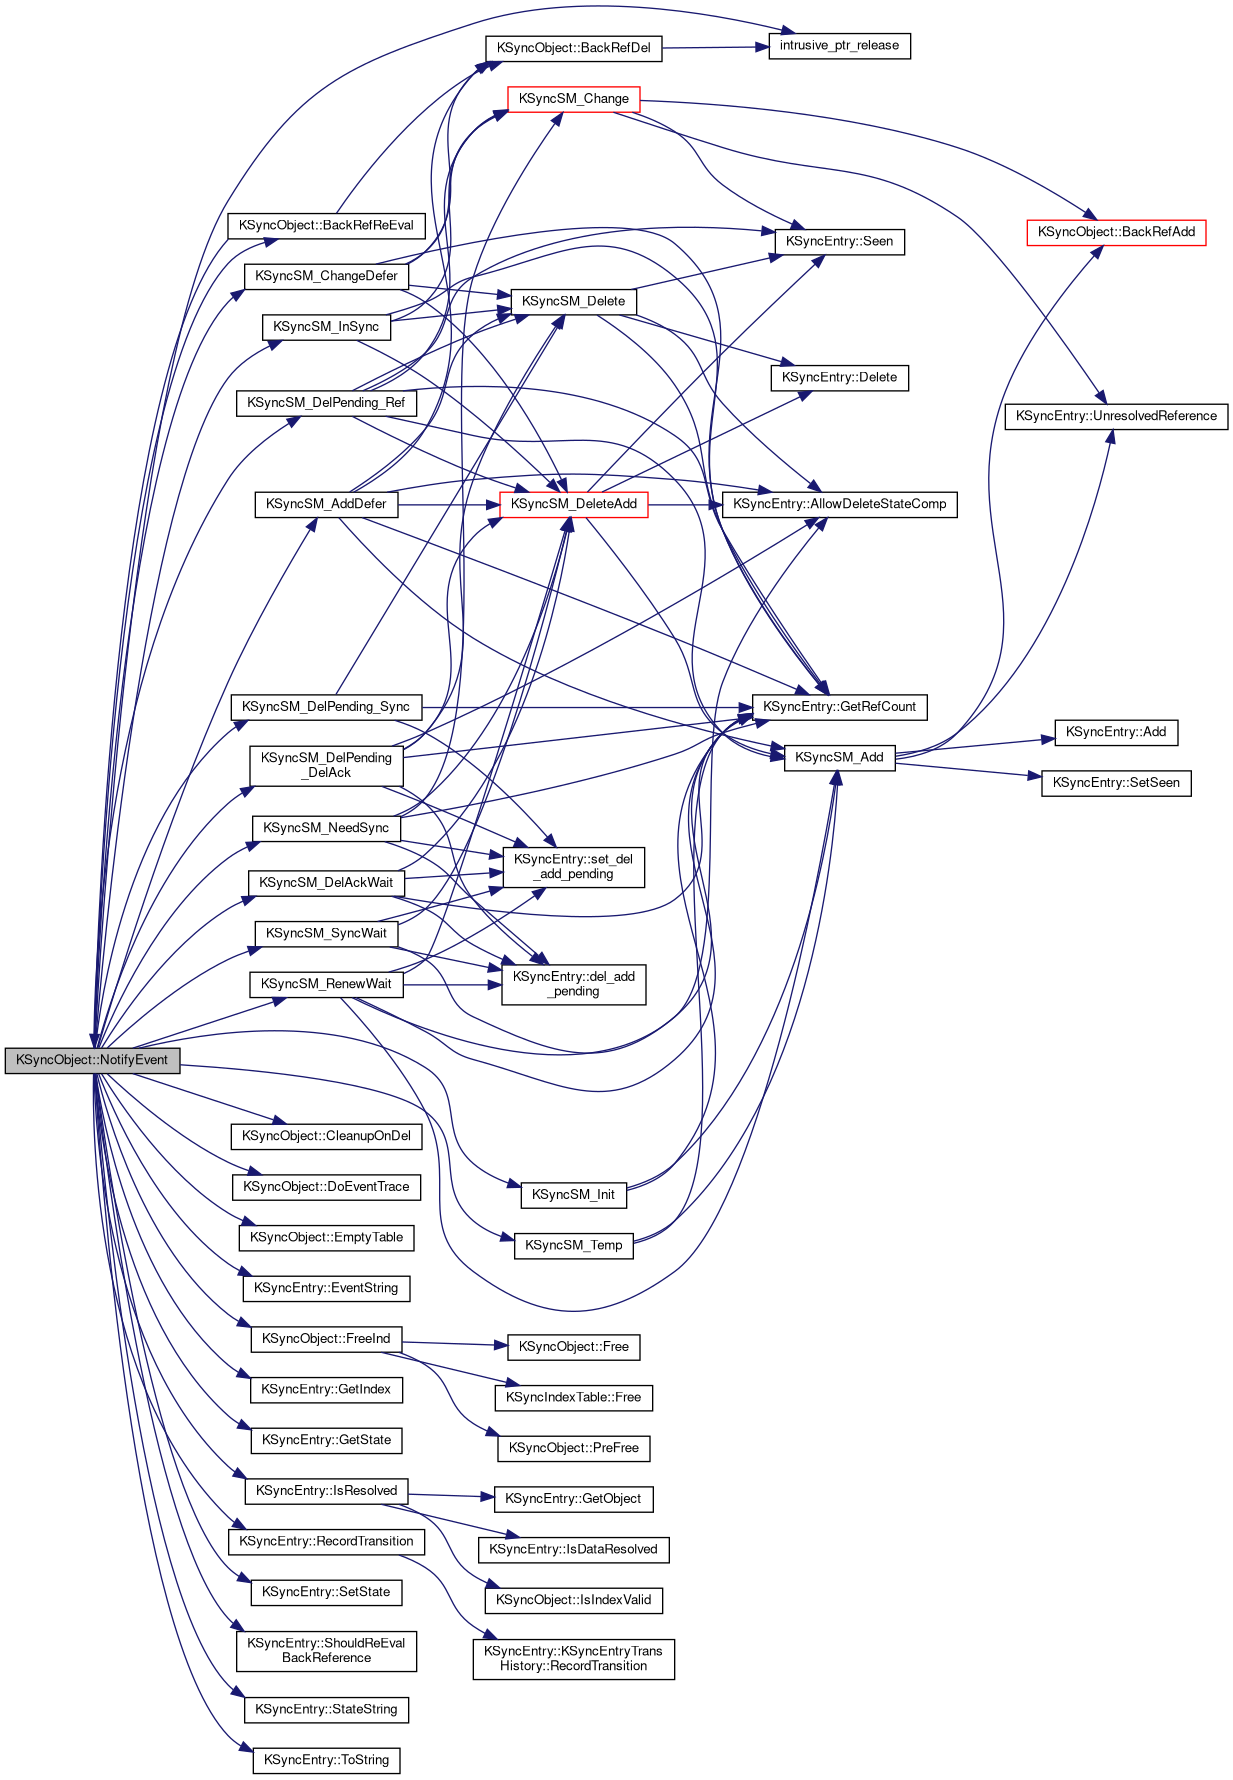 KSyncObject::BackRefDel
intrusive_ptr_release
KSyncSM_Change
KSyncObject::BackRefReEval
KSyncObject::BackRefAdd
KSyncEntry::Seen
KSyncSM_ChangeDefer
KSyncSM_Delete
KSyncSM_InSync
KSyncEntry::Delete
KSyncSM_DelPending_Ref
KSyncEntry::UnresolvedReference
KSyncSM_AddDefer
KSyncSM_DeleteAdd
KSyncEntry::AllowDeleteStateComp
KSyncSM_DelPending_Sync
KSyncEntry::GetRefCount
KSyncEntry::Add
KSyncSM_DelPending
_DelAck
KSyncSM_Add
KSyncEntry::SetSeen
KSyncSM_NeedSync
KSyncEntry::set_del
_add_pending
KSyncSM_DelAckWait
KSyncSM_SyncWait
KSyncSM_RenewWait
KSyncEntry::del_add
_pending
KSyncObject::NotifyEvent
KSyncObject::CleanupOnDel
KSyncObject::DoEventTrace
KSyncSM_Init
KSyncObject::EmptyTable
KSyncSM_Temp
KSyncEntry::EventString
KSyncObject::FreeInd
KSyncObject::Free
KSyncEntry::GetIndex
KSyncIndexTable::Free
KSyncEntry::GetState
KSyncObject::PreFree
KSyncEntry::IsResolved
KSyncEntry::GetObject
KSyncEntry::RecordTransition
KSyncEntry::IsDataResolved
KSyncEntry::SetState
KSyncObject::IsIndexValid
KSyncEntry::ShouldReEval
BackReference
KSyncEntry::KSyncEntryTrans
History::RecordTransition
KSyncEntry::StateString
KSyncEntry::ToString